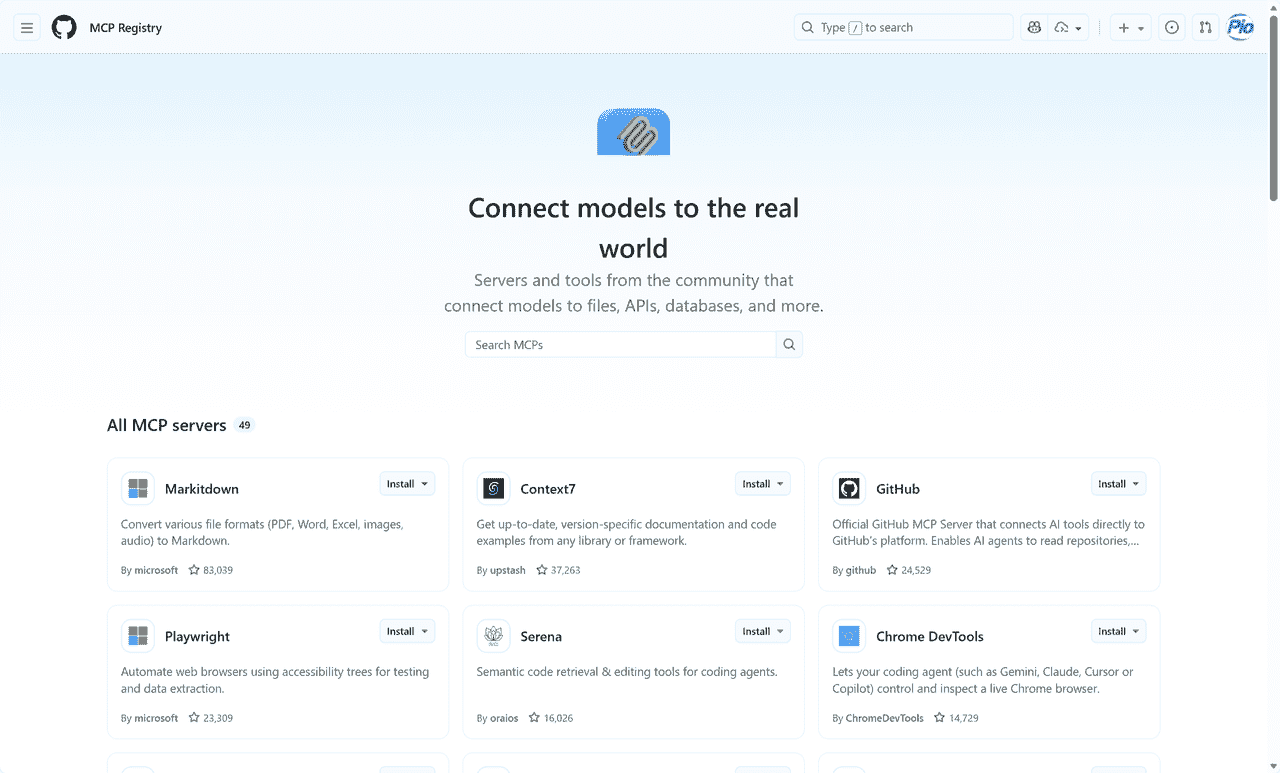 MCP Registry
Type / to search
Pio
Connect models to the real
world
Servers and tools from the community that
connect models to files, APIs, databases, and more.
Search MCPs
All MCP servers 49
Markitdown
Install
Convert various file formats (PDF, Word, Excel, images,
audio) to Markdown.
By microsoft 83,039
Context7
Install
Get up-to-date, version-specific documentation and code
examples from any library or framework.
By upstash 37,263
GitHub
Install
Official GitHub MCP Server that connects AI tools directly to
GitHub's platform. Enables AI agents to read repositories,...
By github 24,529
Playwright
Install
Automate web browsers using accessibility trees for testing
and data extraction.
By microsoft 23,309
Serena
Install
Semantic code retrieval & editing tools for coding agents.
By oraios 16,026
Chrome DevTools
Install
Lets your coding agent (such as Gemini, Claude, Cursor or
Copilot) control and inspect a live Chrome browser.
By ChromeDevTools 14,729